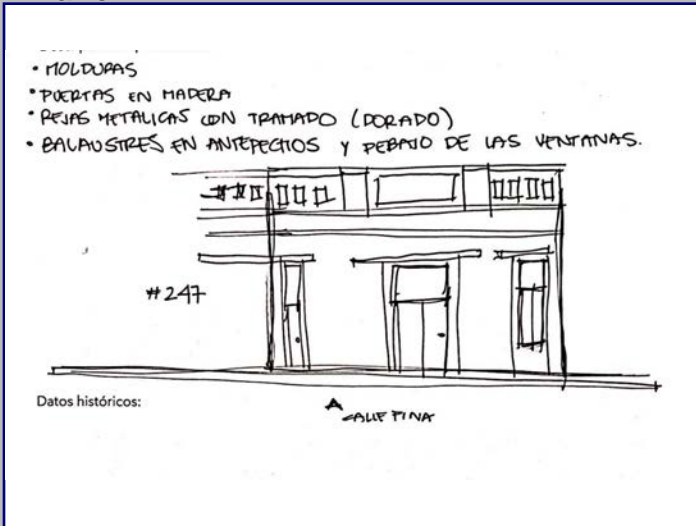 • MOLDURAS
• PUERTAS EN MADERA
• REJAS METALICAS CON TRAMADO (DORADO)
• BALAUSTRES EN ANTEPECHOS Y DEBAJO DE LAS VENTANAS.
#247
Datos históricos:
A
CALLE PINA